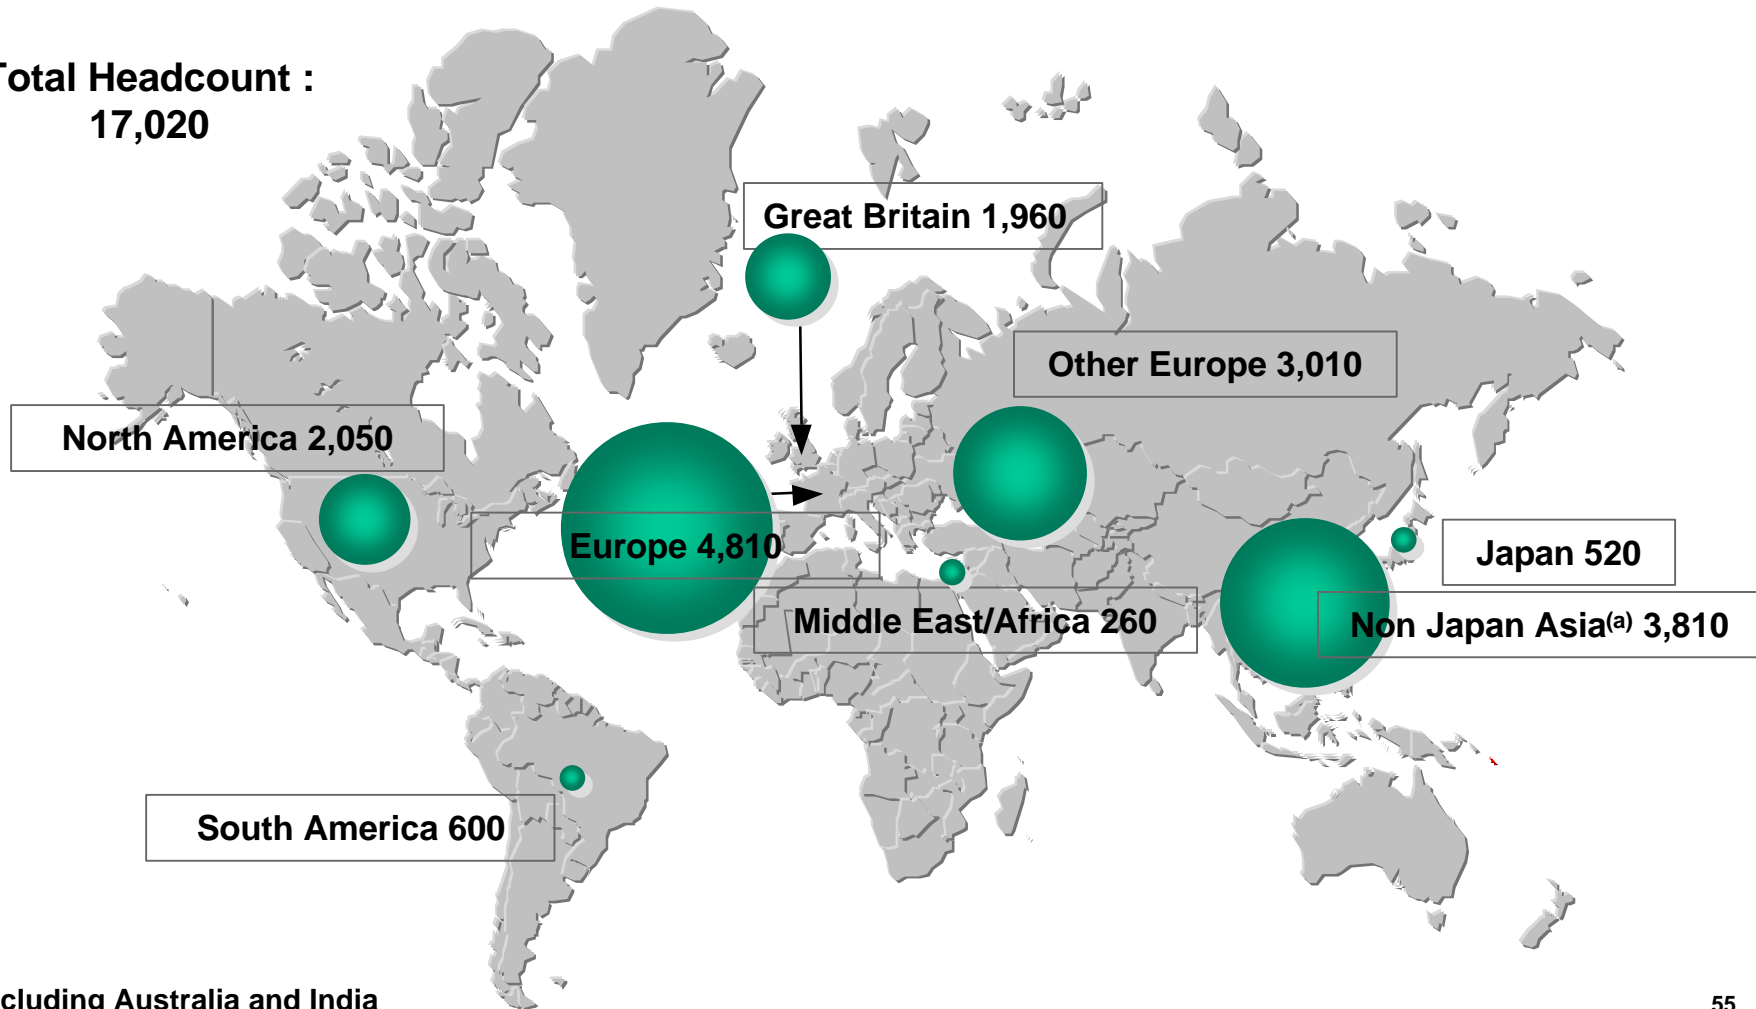 Total Headcount :
17,020
Great Britain 1,960
Other Europe 3,010
North America 2,050
Europe 4,810
Japan 520
Middle East/Africa 260
Non Japan Asia(a) 3,810
South America 600
cluding Australia and India
55